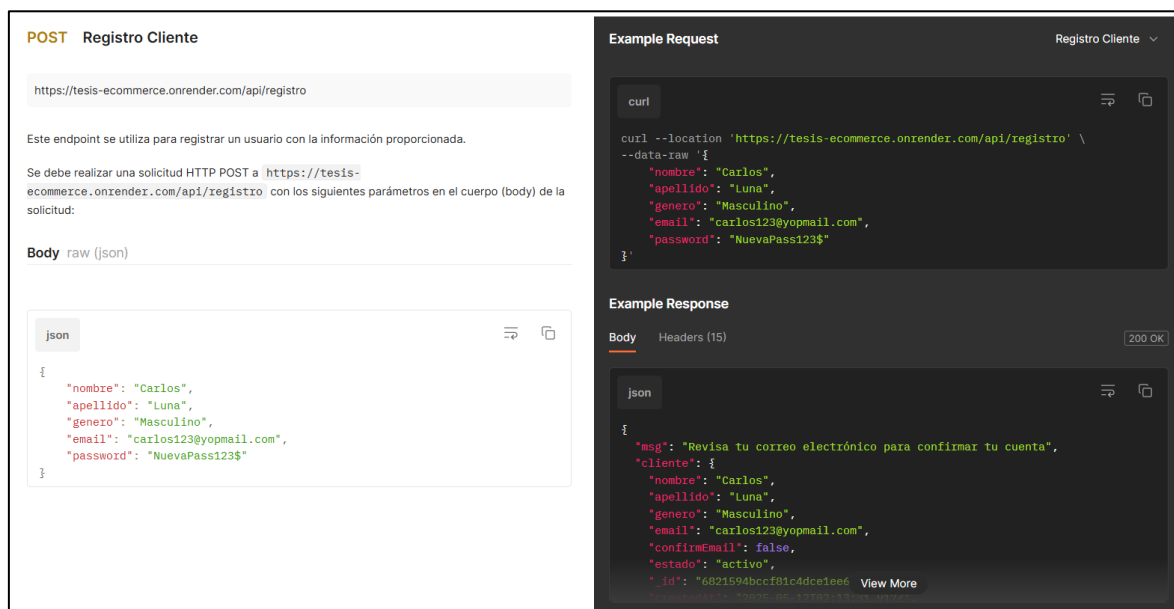 POST Registro Cliente
https://tesis-ecommerce.onrender.com/api/registro
Este endpoint se utiliza para registrar un usuario con la información proporcionada.
Se debe realizar una solicitud HTTP POST a https://tesis-
ecommerce.onrender.com/api/registro con los siguientes parámetros en el cuerpo (body) de la
solicitud:
Body raw (json)
json
{
"nombre": "Carlos",
"apellido": "Luna",
"genero": "Masculino",
"email": "carlos123@yopmail.com",
"password": "NuevaPass123$"
}
Example Request
Registro Cliente
curl
curl --location 'https://tesis-ecommerce.onrender.com/api/registro' \
--data-raw '{
"nombre": "Carlos",
"apellido": "Luna",
"genero": "Masculino",
"email": "carlos123@yopmail.com",
"password": "NuevaPass123$"
}'
Example Response
Body Headers (15)
200 OK
json
{
"msg": "Revisa tu correo electrónico para confirmar tu cuenta",
"cliente": {
"nombre": "Carlos",
"apellido": "Luna",
"genero": "Masculino",
"email": "carlos123@yopmail.com",
"confirmEmail": false,
"estado": "activo",
"_id": "6821594bccf81c4dce1ee6
View More